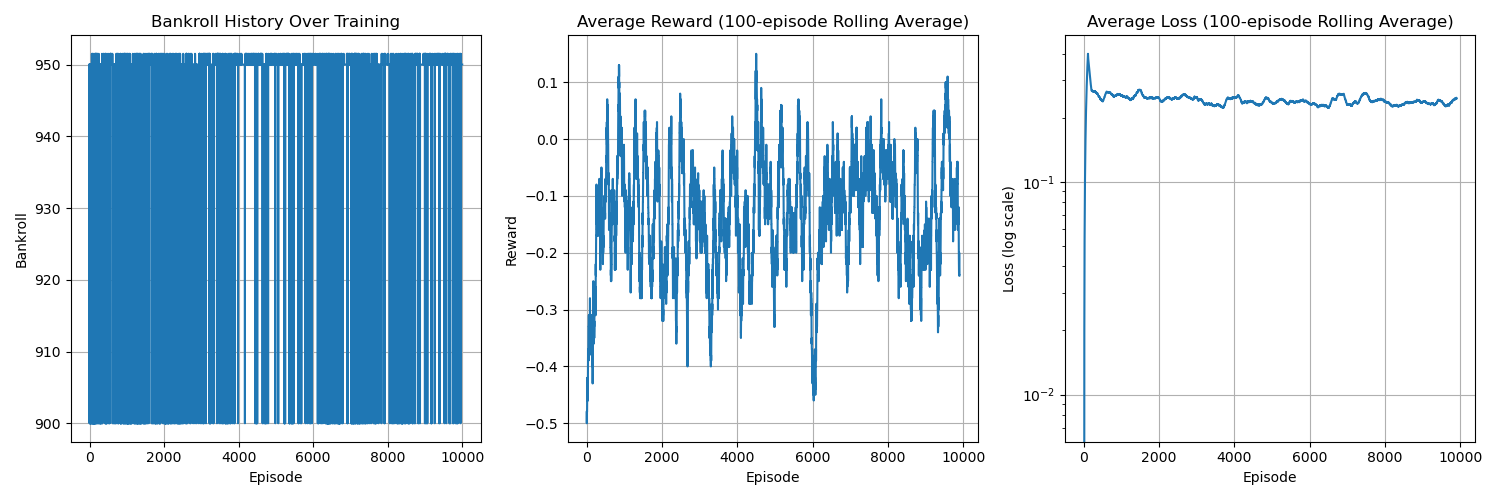 Bankroll History Over Training
Bankroll
950
940
930
920
910
900
0 2000 4000 6000 8000 10000
Episode
Average Reward (100-episode Rolling Average)
Reward
0.1
0.0
−0.1
−0.2
−0.3
−0.4
−0.5
0 2000 4000 6000 8000 10000
Episode
Average Loss (100-episode Rolling Average)
Loss (log scale)
10⁻¹
10⁻²
0 2000 4000 6000 8000 10000
Episode